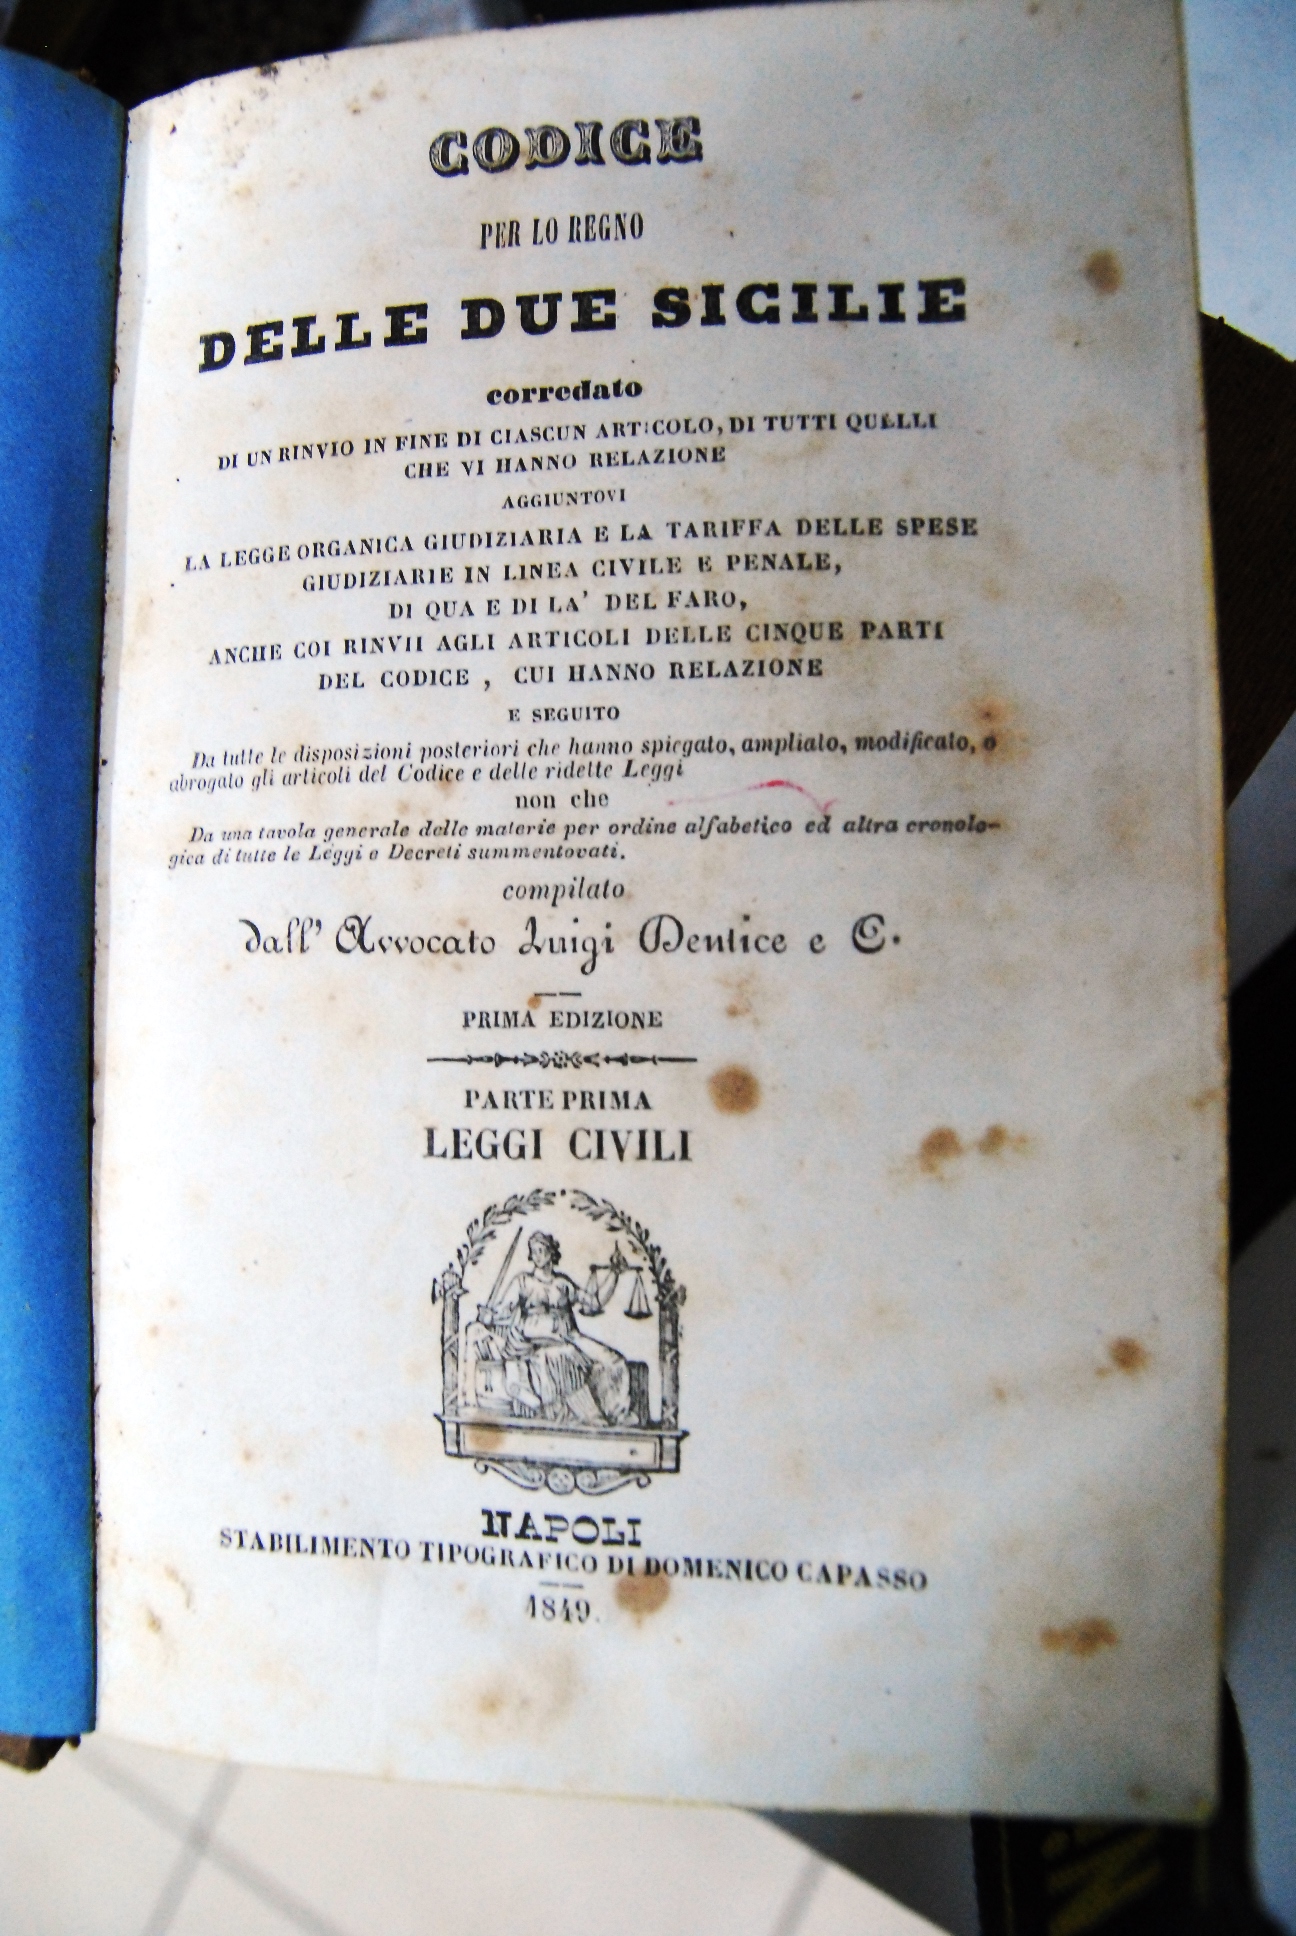 CODICE
PER LO REGNO
DELLE DUE SICILIE
corredato
DI UN RINVIO IN FINE DI CIASCUN ARTICOLO, DI TUTTI QUELLI
CHE VI HANNO RELAZIONE
AGGIUNTOVI
LA LEGGE ORGANICA GIUDIZIARIA E LA TARIFFA DELLE SPESE
GIUDIZIARIE IN LINEA CIVILE E PENALE,
DI QUA E DI LA' DEL FARO,
ANCHE COI RINVII AGLI ARTICOLI DELLE CINQUE PARTI
DEL CODICE, CUI HANNO RELAZIONE
E SEGUITO
Da tutte le disposizioni posteriori che hanno spiegato, ampliato, modificato, o
abrogato gli articoli del Codice e delle ridette Leggi
non che
Da una tavola generale delle materie per ordine alfabetico ed altra cronolo-
gica di tutte le Leggi e Decreti summentovati.
compilato
dall' Avvocato Luigi Dentice e C.
PRIMA EDIZIONE
PARTE PRIMA
LEGGI CIVILI
NAPOLI
STABILIMENTO TIPOGRAFICO DI DOMENICO CAPASSO
1849.